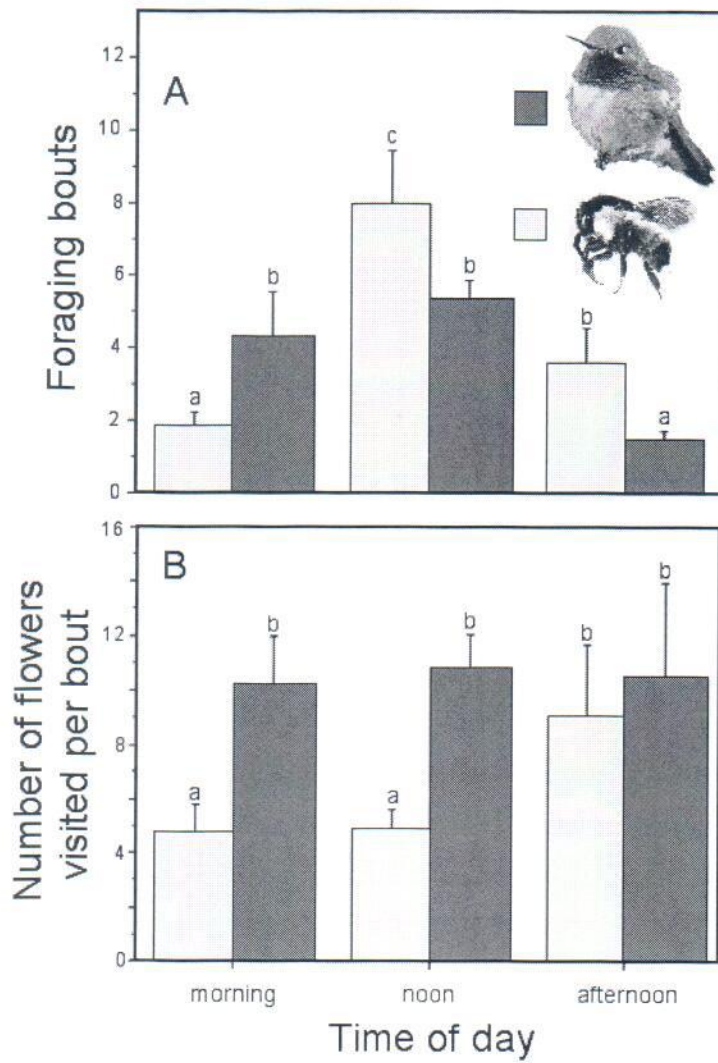 A
Foraging bouts
12
10
8
6
4
2
0
a
b
c
b
b
a
B
Number of flowers
visited per bout
16
12
8
4
0
a
b
a
b
b
b
morning noon afternoon
Time of day